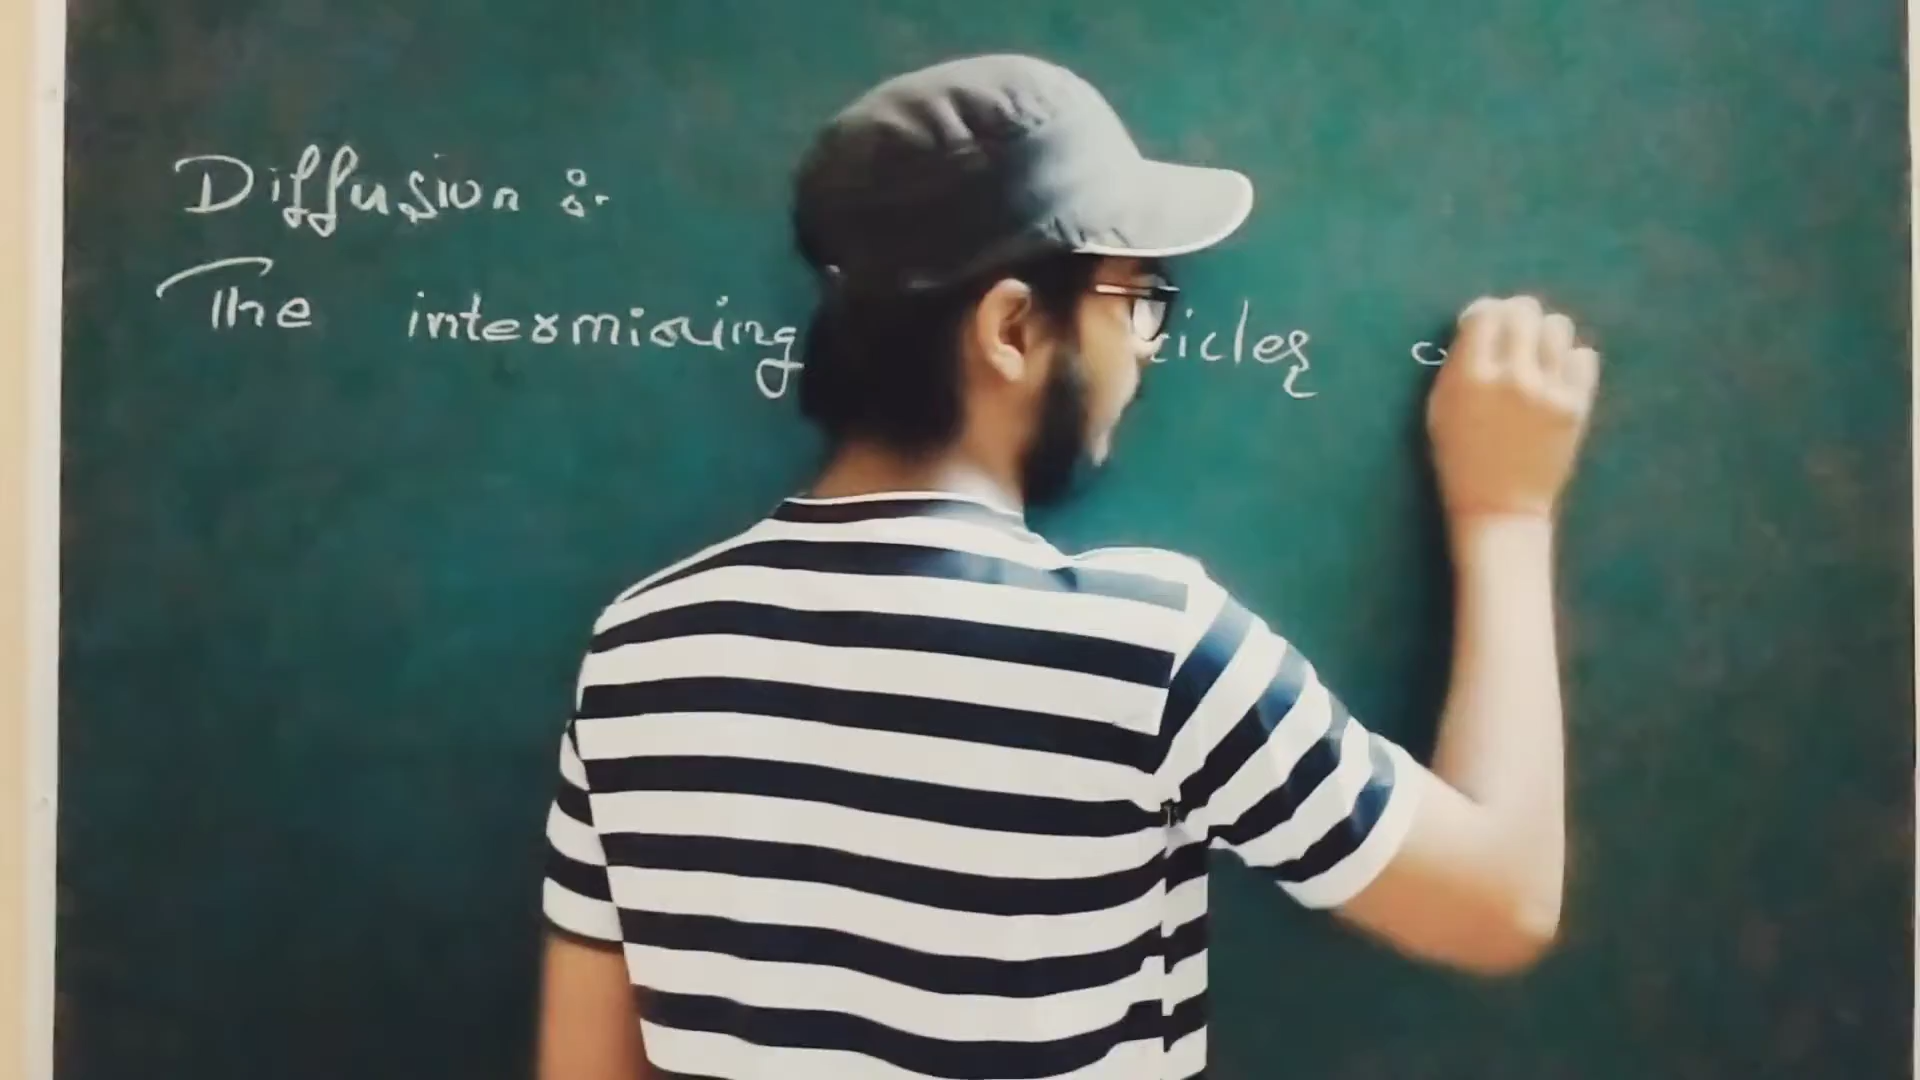 Diffusion :-
The intermixing